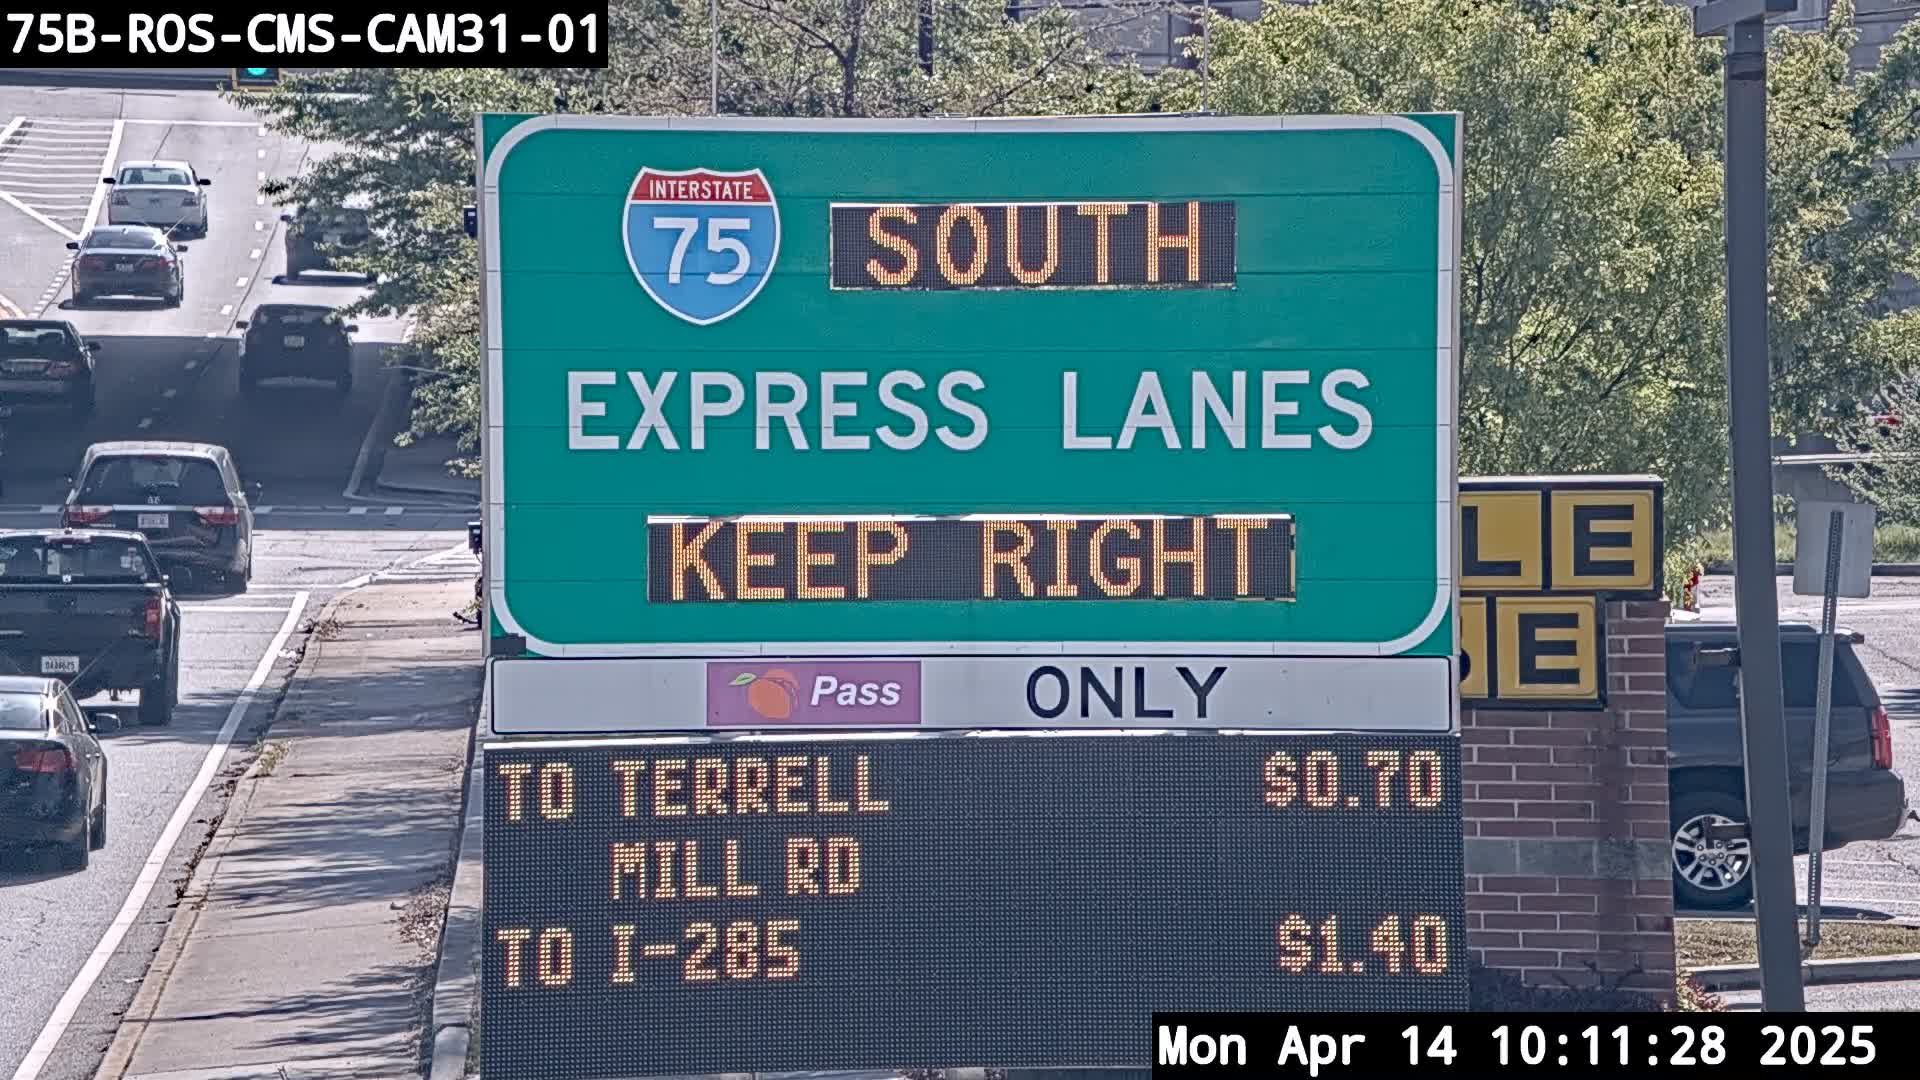 75B-ROS-CMS-CAM31-01
INTERSTATE
75
SOUTH
EXPRESS LANES
KEEP RIGHT
LE
E
Pass ONLY
TO TERRELL $0.70
MILL RD
TO I-285 $1.40
Mon Apr 14 10:11:28 2025